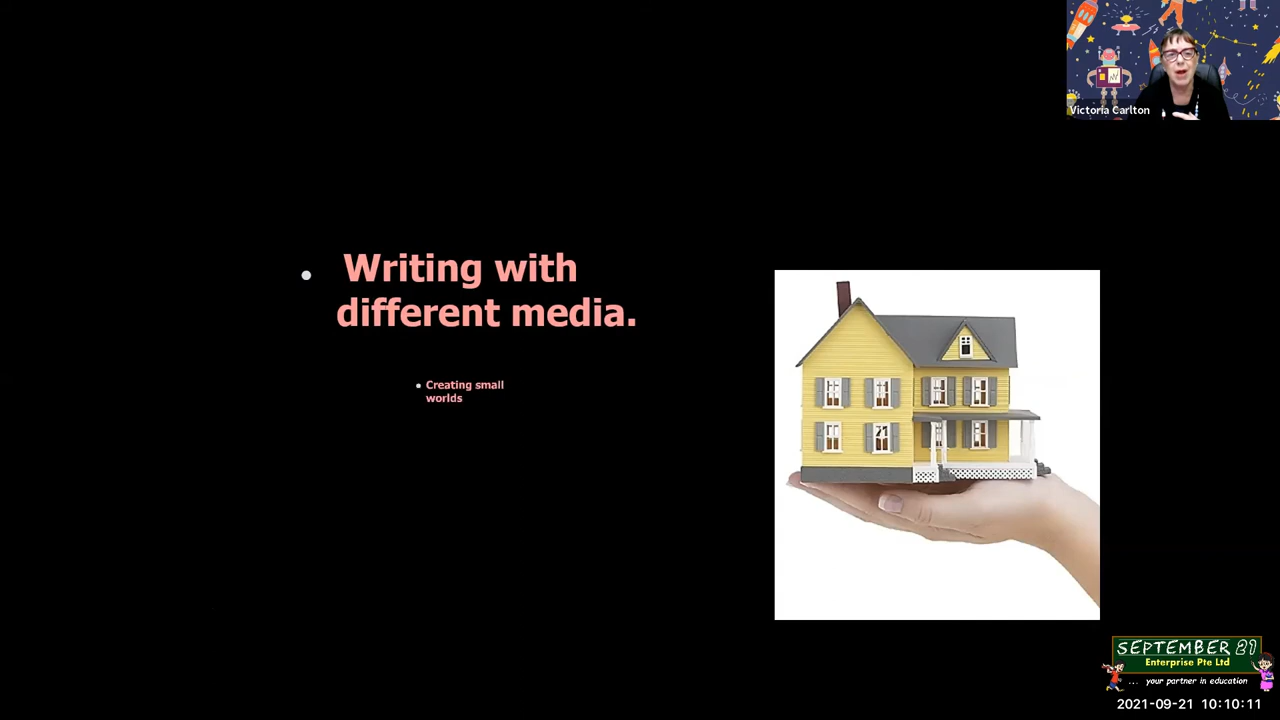 Victoria Carlton
• Writing with
different media.
• Creating small
worlds
SEPTEMBER 21
Enterprise Pte Ltd
... your partner in education
2021-09-21 10:10:11